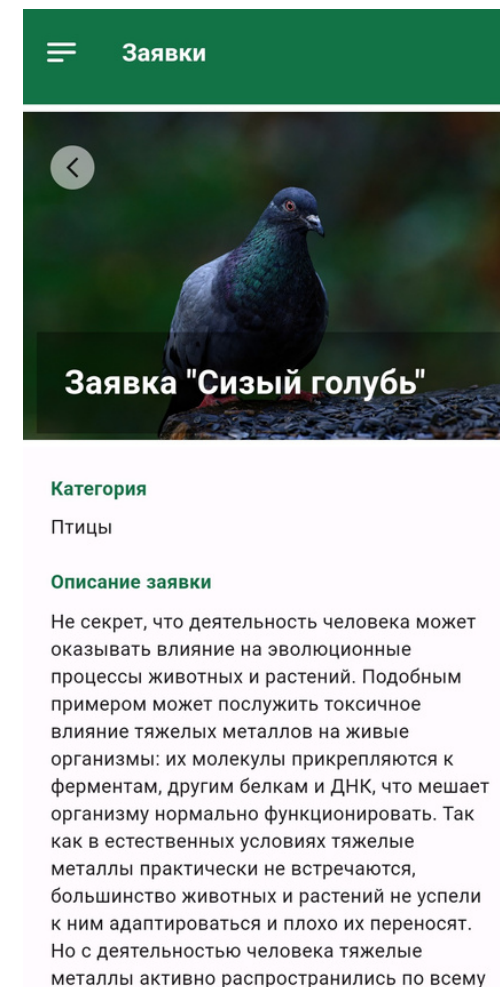 Заявки
Заявка "Сизый голубь"
Категория
Птицы
Описание заявки
Не секрет, что деятельность человека может
оказывать влияние на эволюционные
процессы животных и растений. Подобным
примером может послужить токсичное
влияние тяжелых металлов на живые
организмы: их молекулы прикрепляются к
ферментам, другим белкам и ДНК, что мешает
организму нормально функционировать. Так
как в естественных условиях тяжелые
металлы практически не встречаются,
большинство животных и растений не успели
к ним адаптироваться и плохо их переносят.
Но с деятельностью человека тяжелые
металлы активно распространились по всему